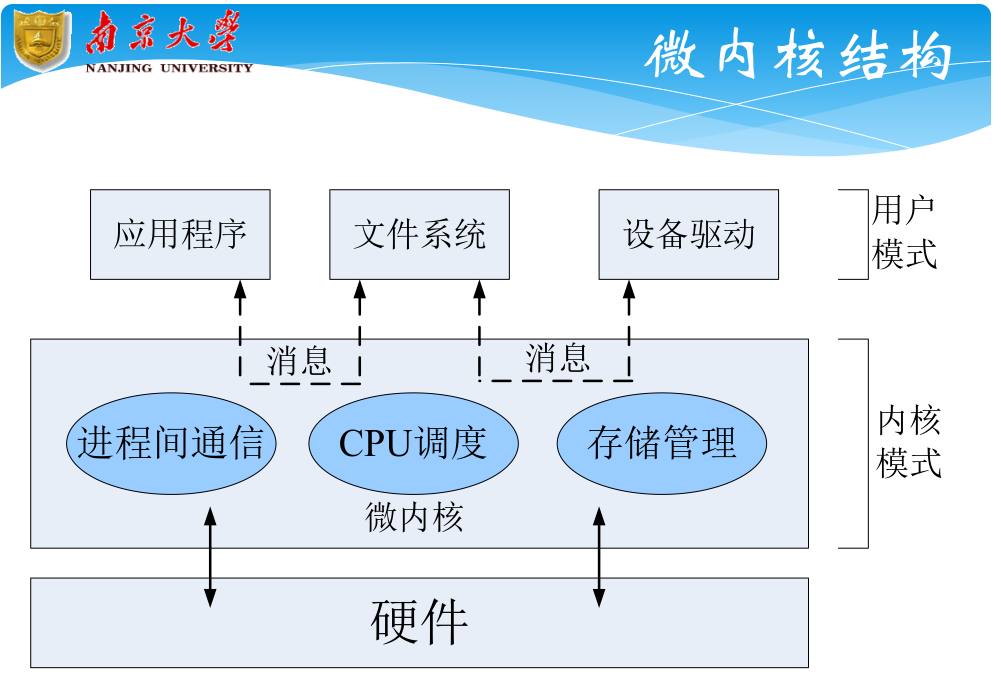 南京大學
NANJING UNIVERSITY
微内核结构
应用程序
文件系统
设备驱动
用户
模式
消息
消息
进程间通信
CPU调度
存储管理
内核
模式
微内核
硬件